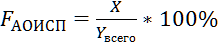 F_АОИСП = X / Y_всего * 100%